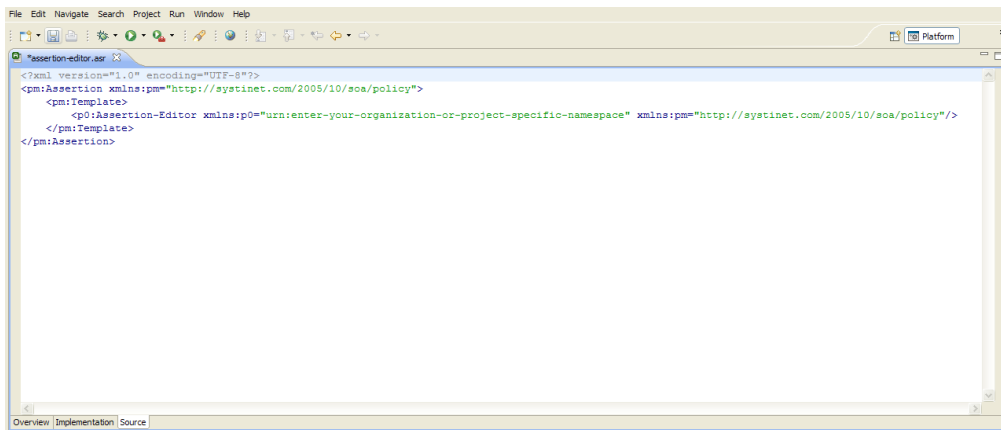 File Edit Navigate Search Project Run Window Help
Platform
*assertion-editor.asr
<?xml version="1.0" encoding="UTF-8"?>
<pm:Assertion xmlns:pm="http://systinet.com/2005/10/soa/policy">
    <pm:Template>
        <p0:Assertion-Editor xmlns:p0="urn:enter-your-organization-or-project-specific-namespace" xmlns:pm="http://systinet.com/2005/10/soa/policy"/>
    </pm:Template>
</pm:Assertion>
Overview Implementation Source